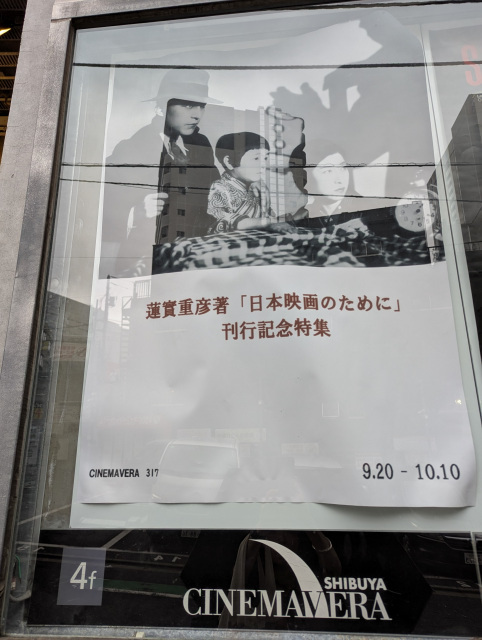 蓮實重彦著「日本映画のために」
刊行記念特集
CINEMAVERA 317
9.20 - 10.10
4f
SHIBUYA
CINEMAVERA